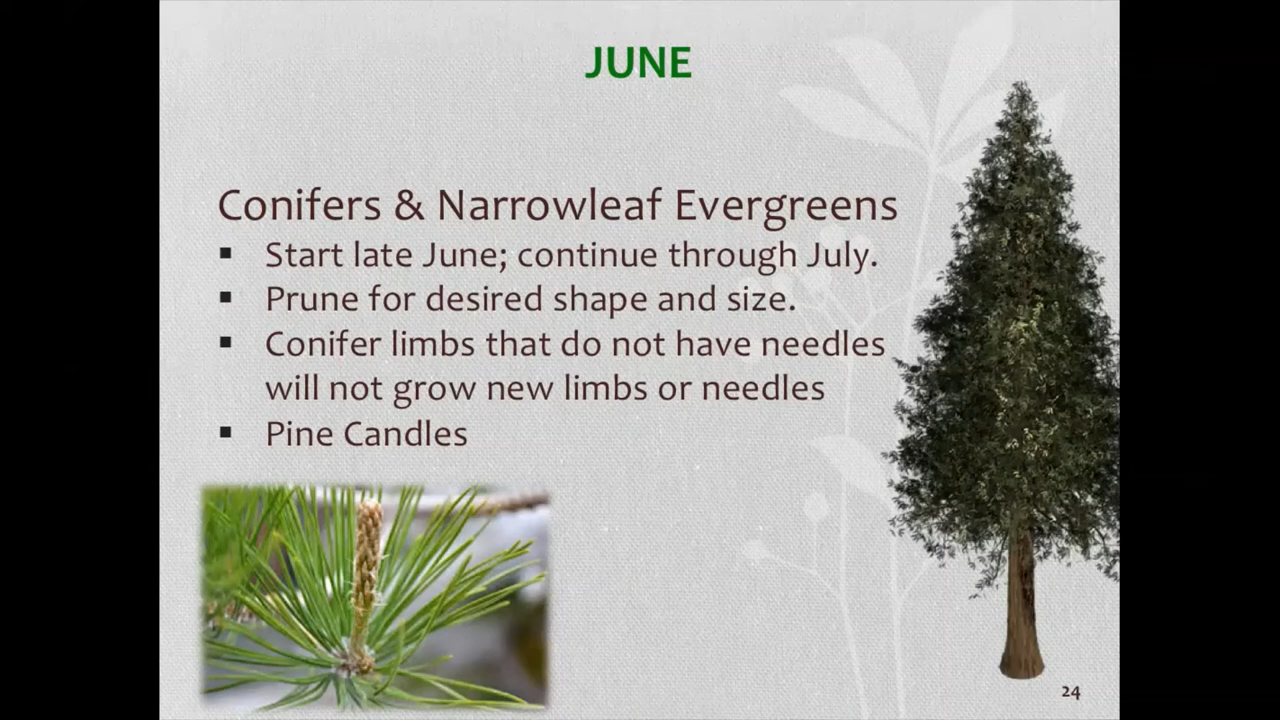 JUNE
Conifers & Narrowleaf Evergreens
▪ Start late June; continue through July.
▪ Prune for desired shape and size.
▪ Conifer limbs that do not have needles
will not grow new limbs or needles
▪ Pine Candles
24